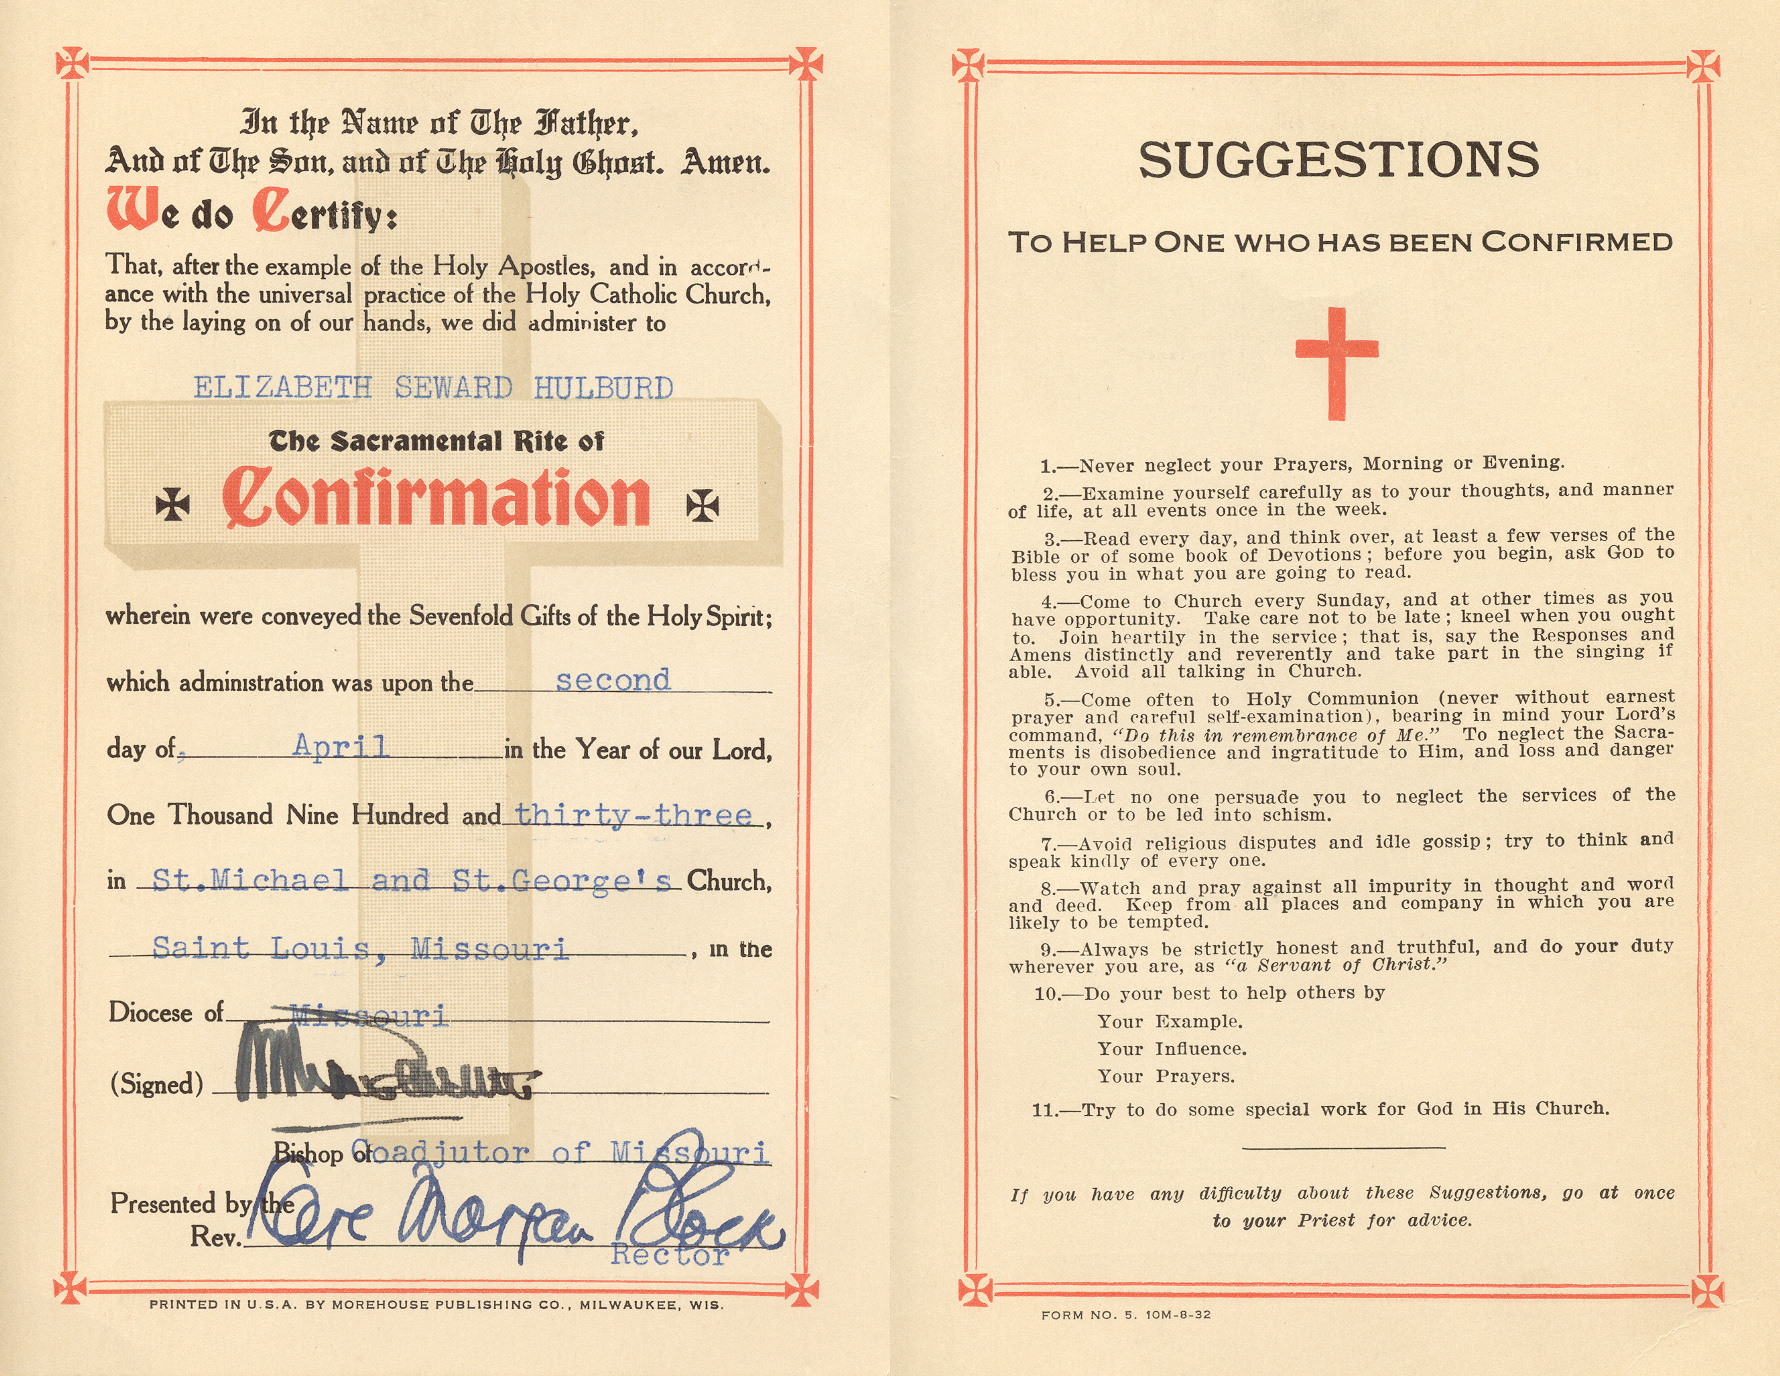 In the Name of The Father,
And of The Son, and of The Holy Ghost. Amen.
We do Certify:
That, after the example of the Holy Apostles, and in accord-
ance with the universal practice of the Holy Catholic Church,
by the laying on of our hands, we did administer to
ELIZABETH SEWARD HULBURD
The Sacramental Rite of
Confirmation
wherein were conveyed the Sevenfold Gifts of the Holy Spirit;
which administration was upon the second
day of, April in the Year of our Lord,
One Thousand Nine Hundred and thirty-three,
in St.Michael and St.George's Church,
Saint Louis, Missouri, in the
Diocese of Missouri
(Signed)
Bishop of Coadjutor of Missouri
Presented by the
Rev. Karl Morgan Block
Rector
PRINTED IN U.S.A. BY MOREHOUSE PUBLISHING CO., MILWAUKEE, WIS.
SUGGESTIONS
TO HELP ONE WHO HAS BEEN CONFIRMED
1.—Never neglect your Prayers, Morning or Evening.
2.—Examine yourself carefully as to your thoughts, and manner
of life, at all events once in the week.
3.—Read every day, and think over, at least a few verses of the
Bible or of some book of Devotions; before you begin, ask GOD to
bless you in what you are going to read.
4.—Come to Church every Sunday, and at other times as you
have opportunity. Take care not to be late; kneel when you ought
to. Join heartily in the service; that is, say the Responses and
Amens distinctly and reverently and take part in the singing if
able. Avoid all talking in Church.
5.—Come often to Holy Communion (never without earnest
prayer and careful self-examination), bearing in mind your Lord's
command, "Do this in remembrance of Me." To neglect the Sacra-
ments is disobedience and ingratitude to Him, and loss and danger
to your own soul.
6.—Let no one persuade you to neglect the services of the
Church or to be led into schism.
7.—Avoid religious disputes and idle gossip; try to think and
speak kindly of every one.
8.—Watch and pray against all impurity in thought and word
and deed. Keep from all places and company in which you are
likely to be tempted.
9.—Always be strictly honest and truthful, and do your duty
wherever you are, as "a Servant of Christ."
10.—Do your best to help others by
Your Example.
Your Influence.
Your Prayers.
11.—Try to do some special work for God in His Church.
If you have any difficulty about these Suggestions, go at once
to your Priest for advice.
FORM NO. 5. 10M-8-32